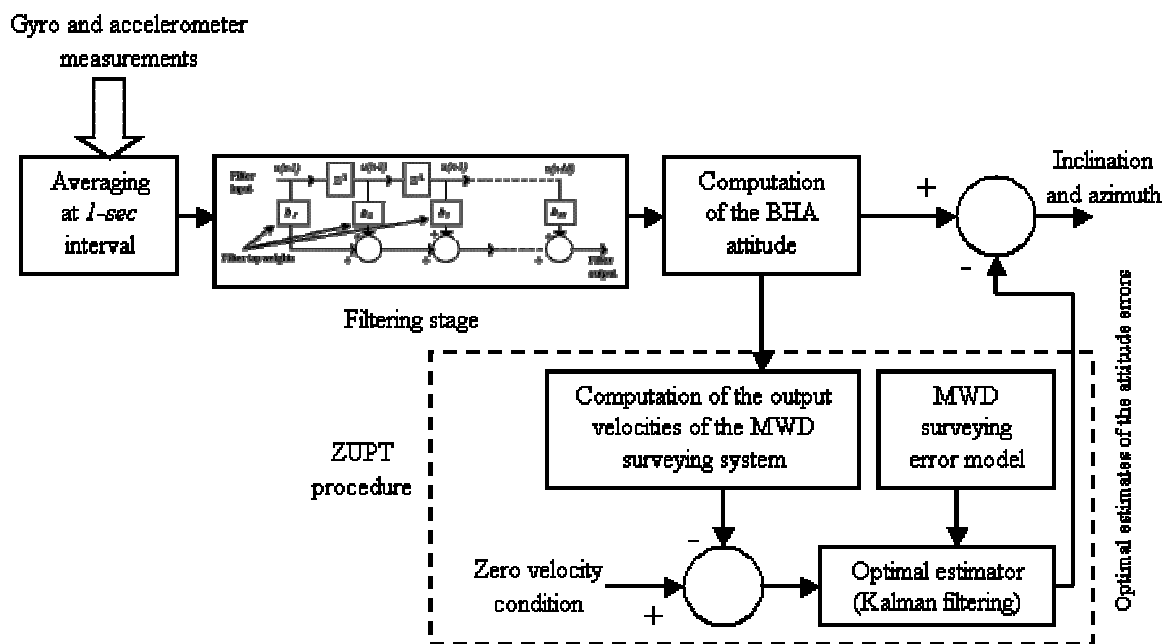 Gyro and accelerometer
measurements
Averaging
at 1-sec
interval
Filter
Input
Filter tap weights
Filter
output
Filtering stage
Computation
of the BHA
attitude
+
-
Inclination
and azimuth
Optimal estimates of the attitude errors
ZUPT
procedure
Computation of the output
velocities of the MWD
surveying system
MWD
surveying
error model
-
Zero velocity
condition
+
Optimal estimator
(Kalman filtering)